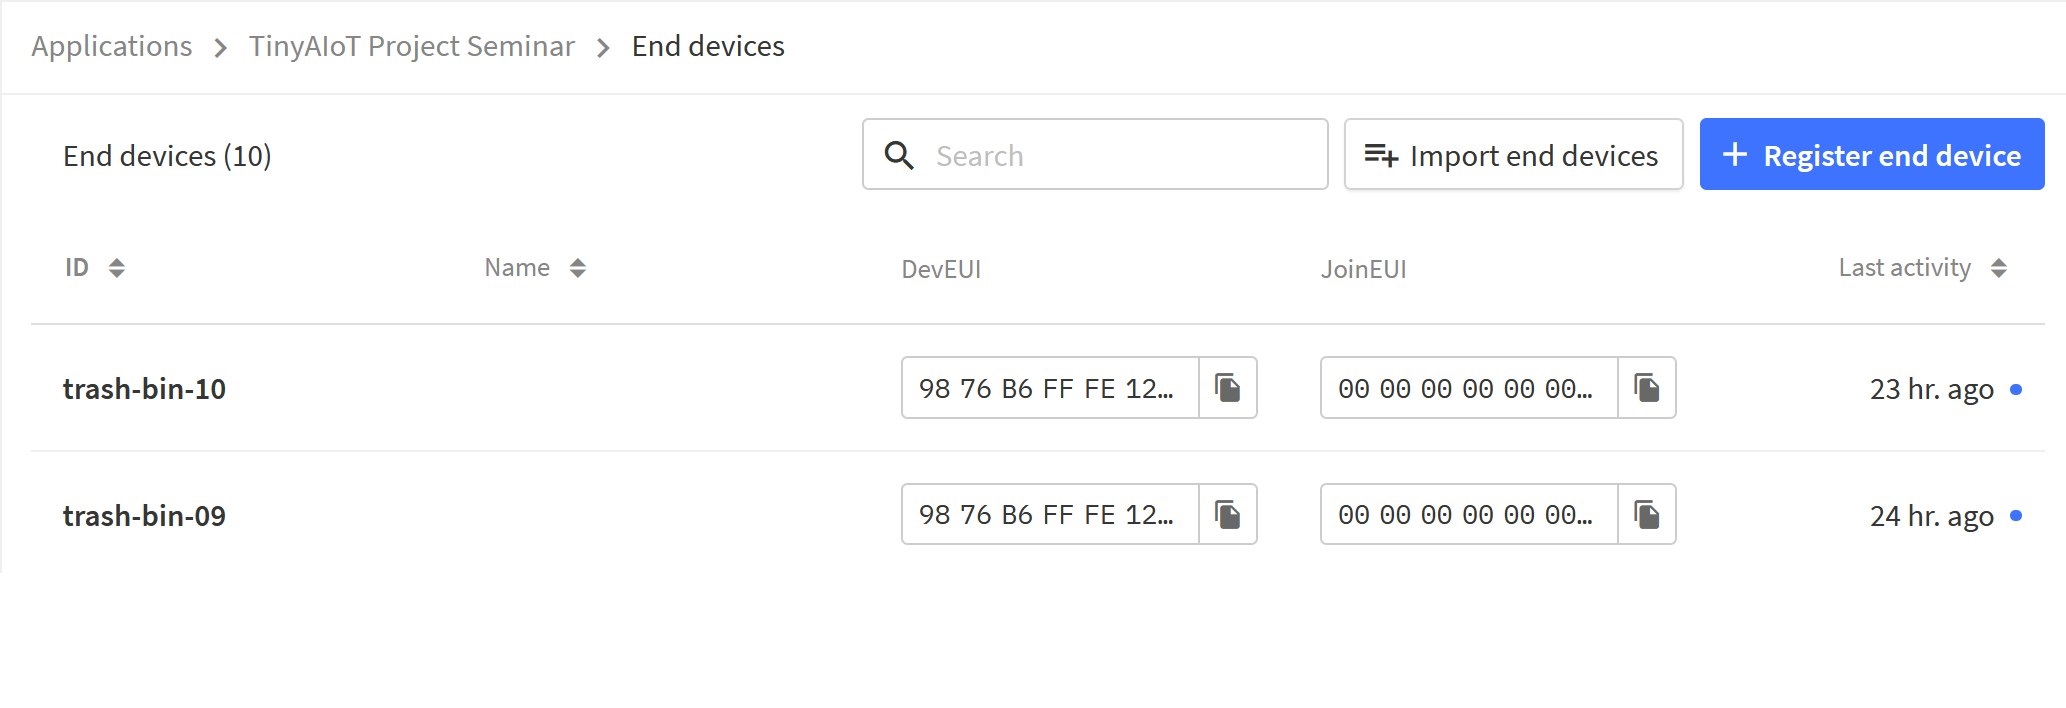 Applications > TinyAIoT Project Seminar > End devices
End devices (10)
Search
Import end devices
+ Register end device
ID Name DevEUI JoinEUI Last activity
trash-bin-10 98 76 B6 FF FE 12… 00 00 00 00 00 00… 23 hr. ago
trash-bin-09 98 76 B6 FF FE 12… 00 00 00 00 00 00… 24 hr. ago